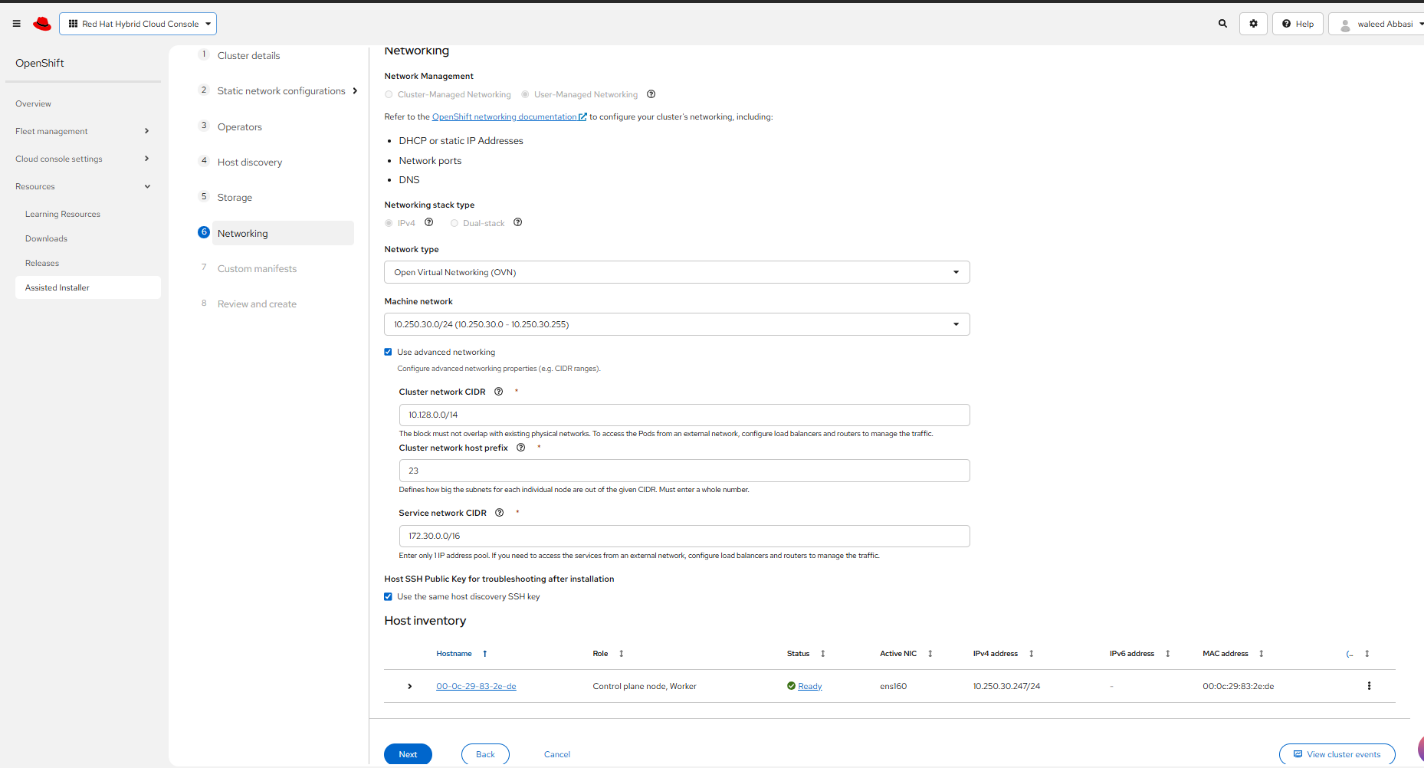 Red Hat Hybrid Cloud Console
Help
waleed Abbasi
OpenShift
Overview
Fleet management
Cloud console settings
Resources
Learning Resources
Downloads
Releases
Assisted Installer
1 Cluster details
2 Static network configurations
3 Operators
4 Host discovery
5 Storage
6 Networking
7 Custom manifests
8 Review and create
Networking
Network Management
Cluster-Managed Networking User-Managed Networking
Refer to the OpenShift networking documentation to configure your cluster's networking, including:
• DHCP or static IP Addresses
• Network ports
• DNS
Networking stack type
IPv4 Dual-stack
Network type
Open Virtual Networking (OVN)
Machine network
10.250.30.0/24 (10.250.30.0 - 10.250.30.255)
Use advanced networking
Configure advanced networking properties (e.g. CIDR ranges).
Cluster network CIDR *
10.128.0.0/14
The block must not overlap with existing physical networks. To access the Pods from an external network, configure load balancers and routers to manage the traffic.
Cluster network host prefix *
23
Defines how big the subnets for each individual node are out of the given CIDR. Must enter a whole number.
Service network CIDR *
172.30.0.0/16
Enter only 1 IP address pool. If you need to access the services from an external network, configure load balancers and routers to manage the traffic.
Host SSH Public Key for troubleshooting after installation
Use the same host discovery SSH key
Host inventory
Hostname Role Status Active NIC IPv4 address IPv6 address MAC address (...
00-0c-29-83-2e-de Control plane node, Worker Ready ens160 10.250.30.247/24 - 00:0c:29:83:2e:de
Next Back Cancel View cluster events